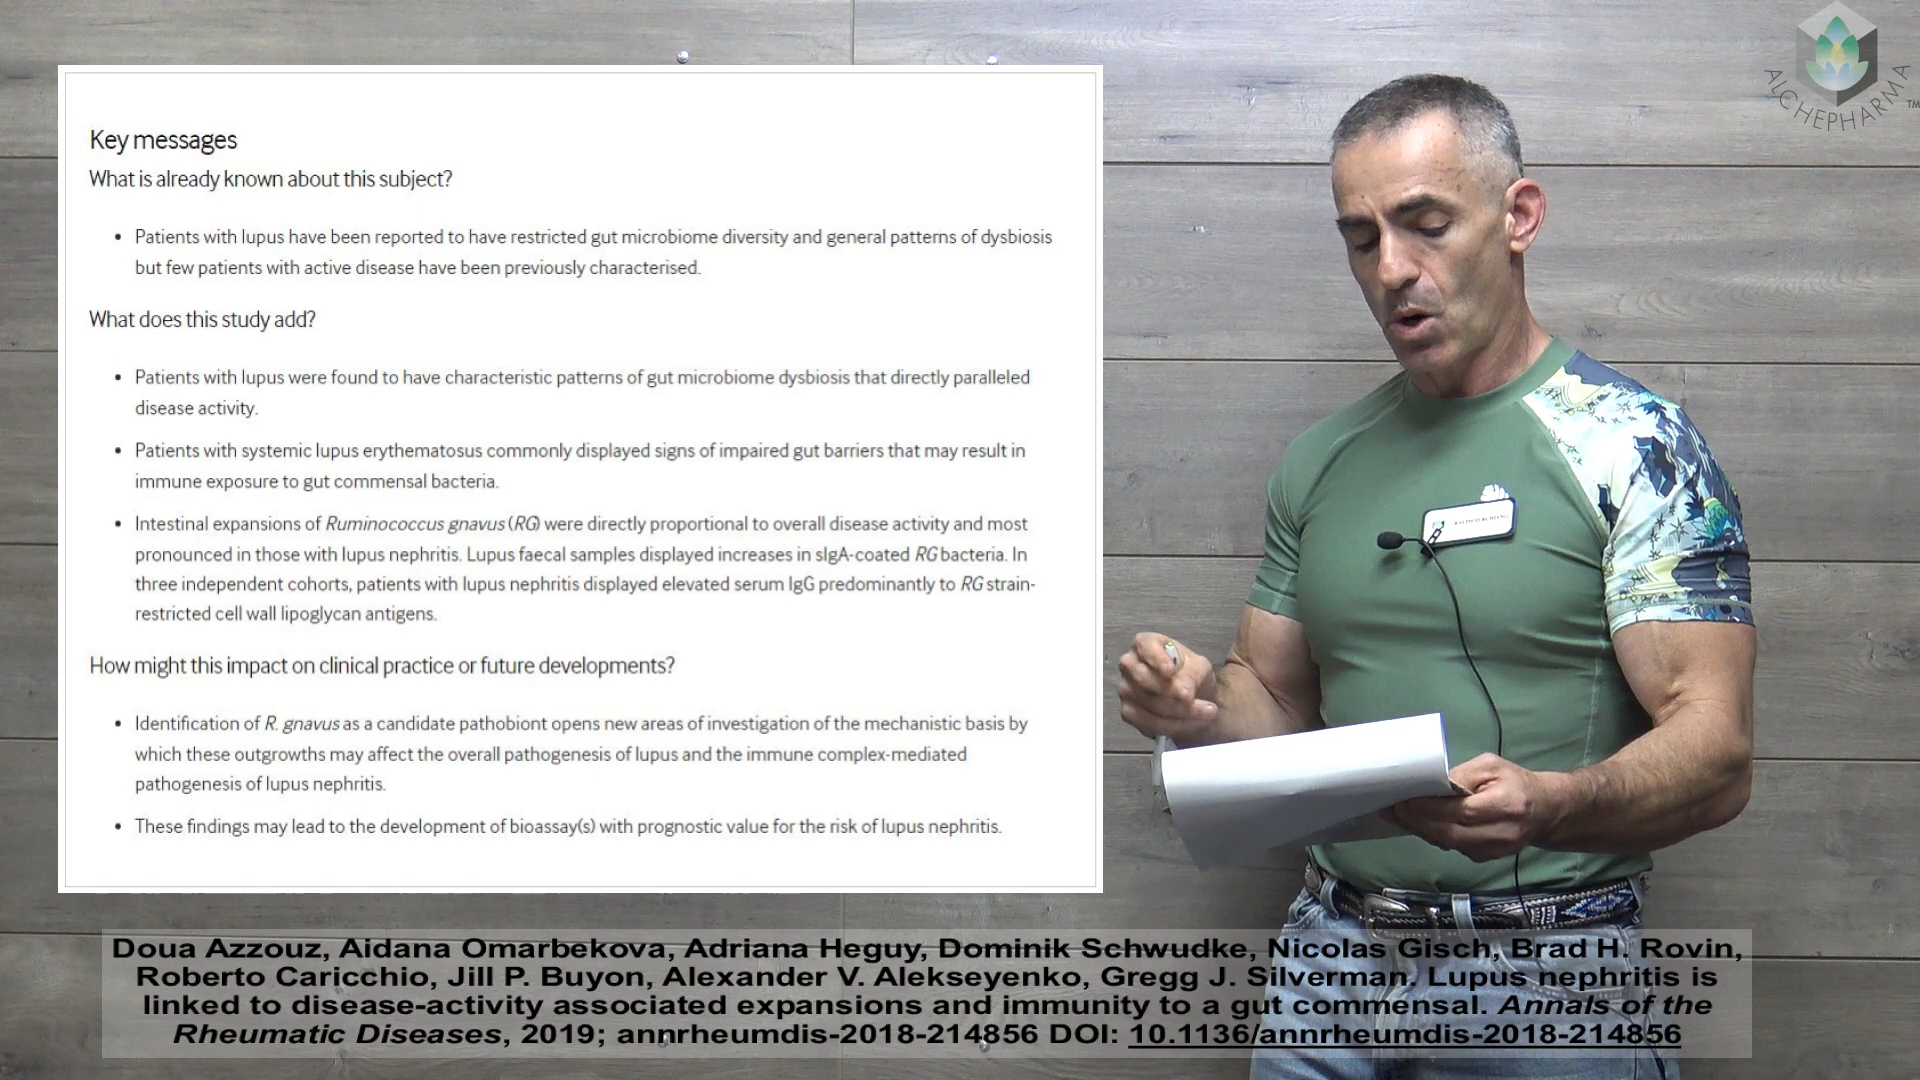 ALCHEPHARMA
TM
Key messages
What is already known about this subject?
• Patients with lupus have been reported to have restricted gut microbiome diversity and general patterns of dysbiosis
but few patients with active disease have been previously characterised.
What does this study add?
• Patients with lupus were found to have characteristic patterns of gut microbiome dysbiosis that directly paralleled
disease activity.
• Patients with systemic lupus erythematosus commonly displayed signs of impaired gut barriers that may result in
immune exposure to gut commensal bacteria.
• Intestinal expansions of Ruminococcus gnavus (RG) were directly proportional to overall disease activity and most
pronounced in those with lupus nephritis. Lupus faecal samples displayed increases in sIgA-coated RG bacteria. In
three independent cohorts, patients with lupus nephritis displayed elevated serum IgG predominantly to RG strain-
restricted cell wall lipoglycan antigens.
How might this impact on clinical practice or future developments?
• Identification of R. gnavus as a candidate pathobiont opens new areas of investigation of the mechanistic basis by
which these outgrowths may affect the overall pathogenesis of lupus and the immune complex-mediated
pathogenesis of lupus nephritis.
• These findings may lead to the development of bioassay(s) with prognostic value for the risk of lupus nephritis.
Doua Azzouz, Aidana Omarbekova, Adriana Heguy, Dominik Schwudke, Nicolas Gisch, Brad H. Rovin,
Roberto Caricchio, Jill P. Buyon, Alexander V. Alekseyenko, Gregg J. Silverman. Lupus nephritis is
linked to disease-activity associated expansions and immunity to a gut commensal. Annals of the
Rheumatic Diseases, 2019; annrheumdis-2018-214856 DOI: 10.1136/annrheumdis-2018-214856